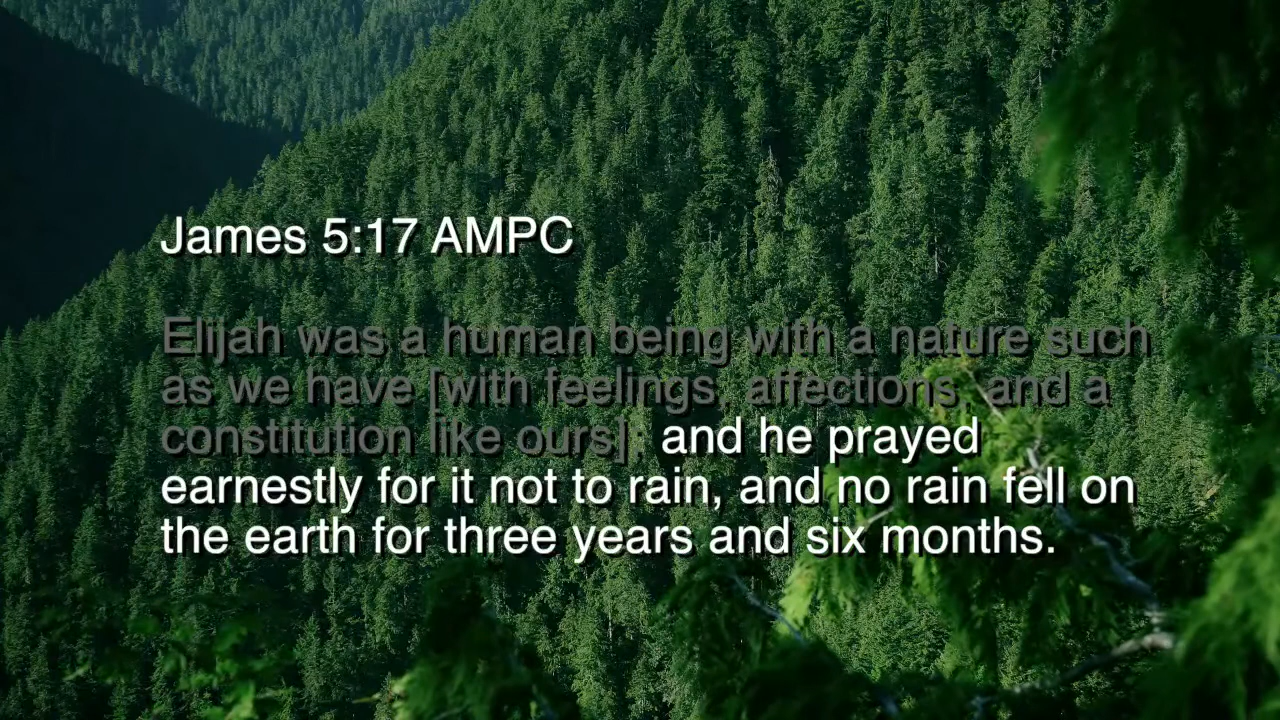 James 5:17 AMPC
Elijah was a human being with a nature such
as we have [with feelings, affections, and a
constitution like ours]; and he prayed
earnestly for it not to rain, and no rain fell on
the earth for three years and six months.